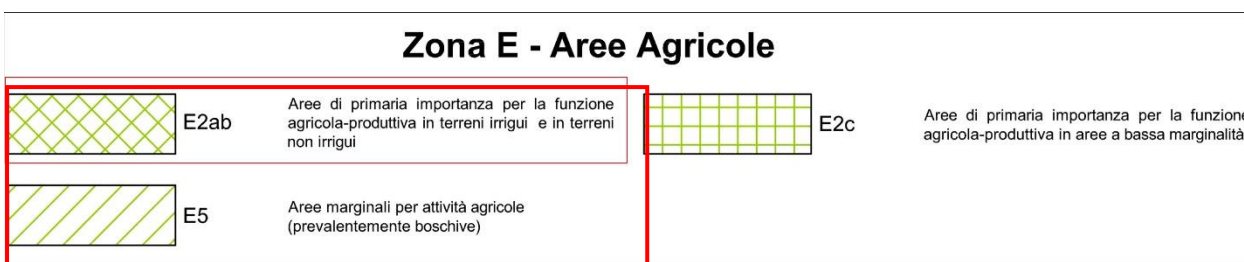 Zona E - Aree Agricole
E2ab
Aree di primaria importanza per la funzione
agricola-produttiva in terreni irrigui e in terreni
non irrigui
E2c
Aree di primaria importanza per la funzione
agricola-produttiva in aree a bassa marginalità
E5
Aree marginali per attività agricole
(prevalentemente boschive)